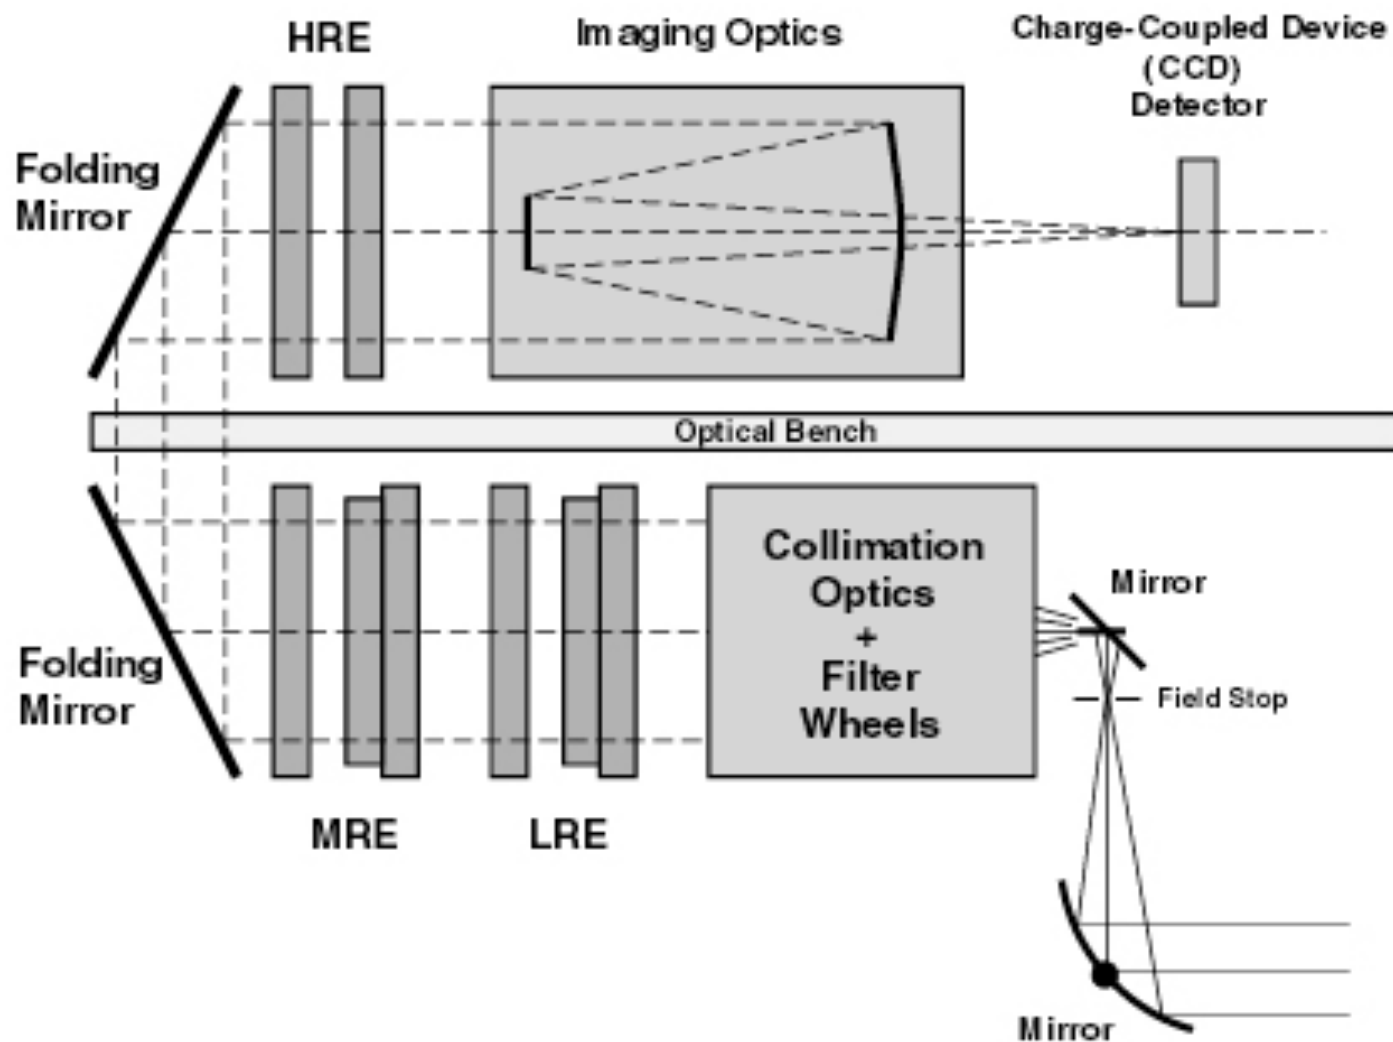 HRE
Imaging Optics
Charge-Coupled Device
(CCD)
Detector
Folding
Mirror
Optical Bench
Collimation
Optics
+
Filter
Wheels
Mirror
Folding
Mirror
Field Stop
MRE
LRE
Mirror